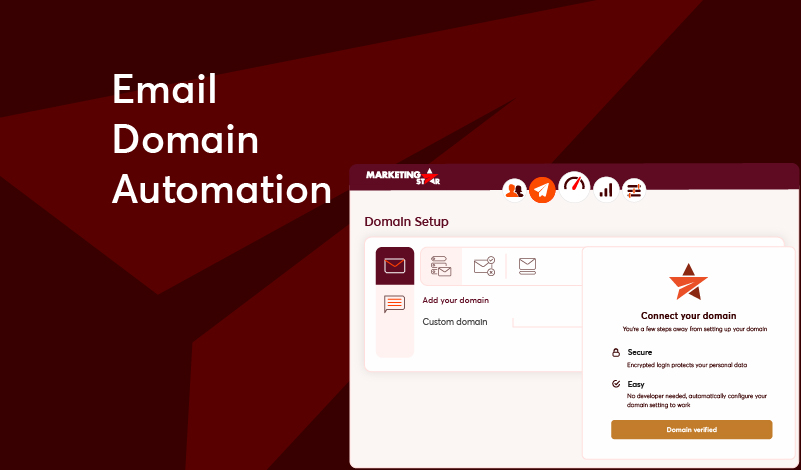 Email
Domain
Automation
MARKETING
STAR
Domain Setup
Add your domain
Custom domain
Connect your domain
You're a few steps away from setting up your domain
Secure
Encrypted login protects your personal data
Easy
No developer needed, automatically configure your
domain setting to work
Domain verified